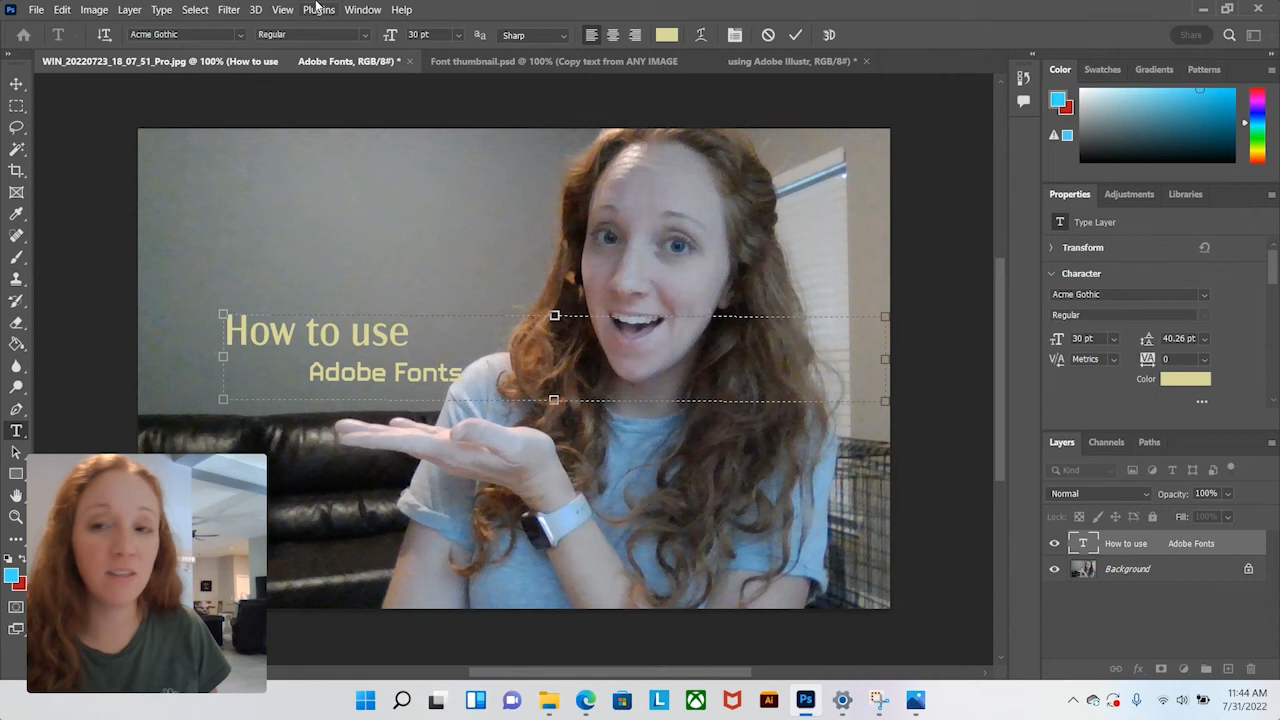 Ps File Edit Image Layer Type Select Filter 3D View Plugins Window Help
T Acme Gothic Regular 30 pt Sharp 3D Share
WIN_20220723_18_07_51_Pro.jpg @ 100% (How to use Adobe Fonts, RGB/8#) * × Font thumbnail.psd @ 100% (Copy text from ANY IMAGE using Adobe Illustr, RGB/8#) * ×
Color Swatches Gradients Patterns
Properties Adjustments Libraries
T Type Layer
Transform
Character
Acme Gothic
Regular
30 pt 40.26 pt
Metrics 0
Color
How to use
Adobe Fonts
Layers Channels Paths
Kind
Normal Opacity: 100%
Lock: Fill: 100%
T How to use Adobe Fonts
Background
L Ai Ps
11:44 AM
7/31/2022